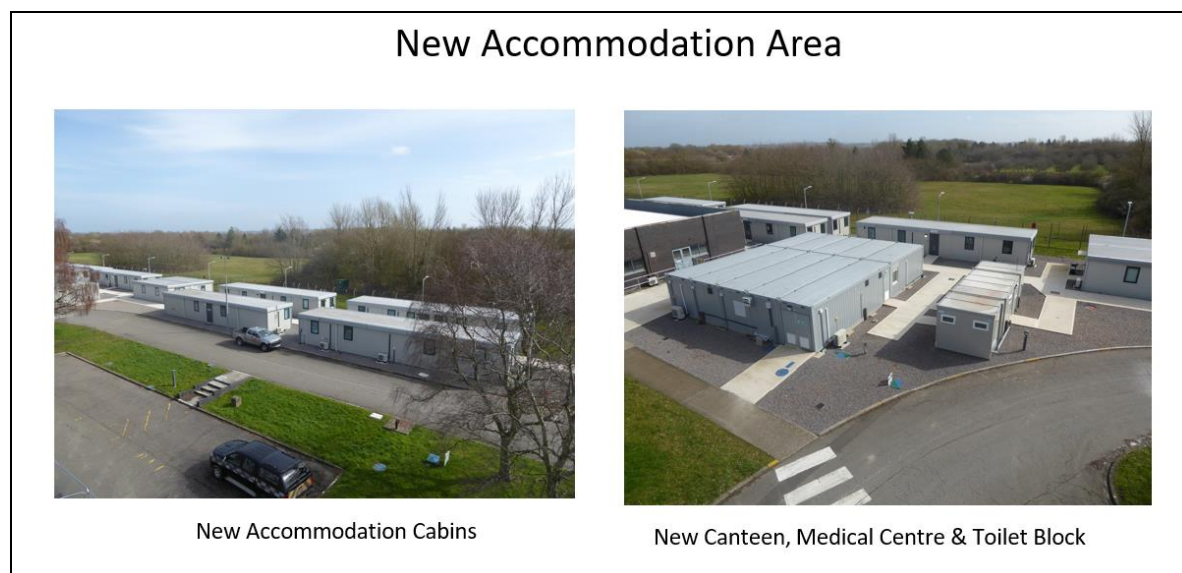 New Accommodation Area
New Accommodation Cabins
New Canteen, Medical Centre & Toilet Block